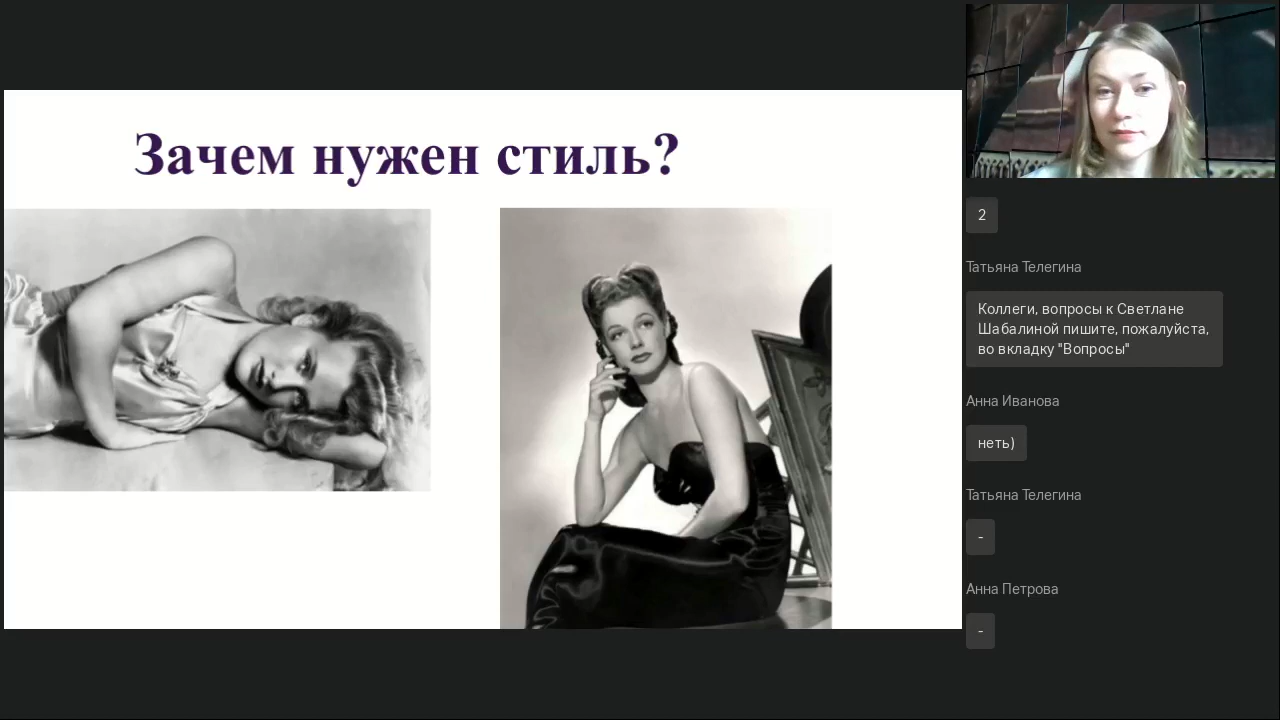 Зачем нужен стиль?
2
Татьяна Телегина
Коллеги, вопросы к Светлане
Шабалиной пишите, пожалуйста,
во вкладку "Вопросы"
Анна Иванова
неть)
Татьяна Телегина
-
Анна Петрова
-